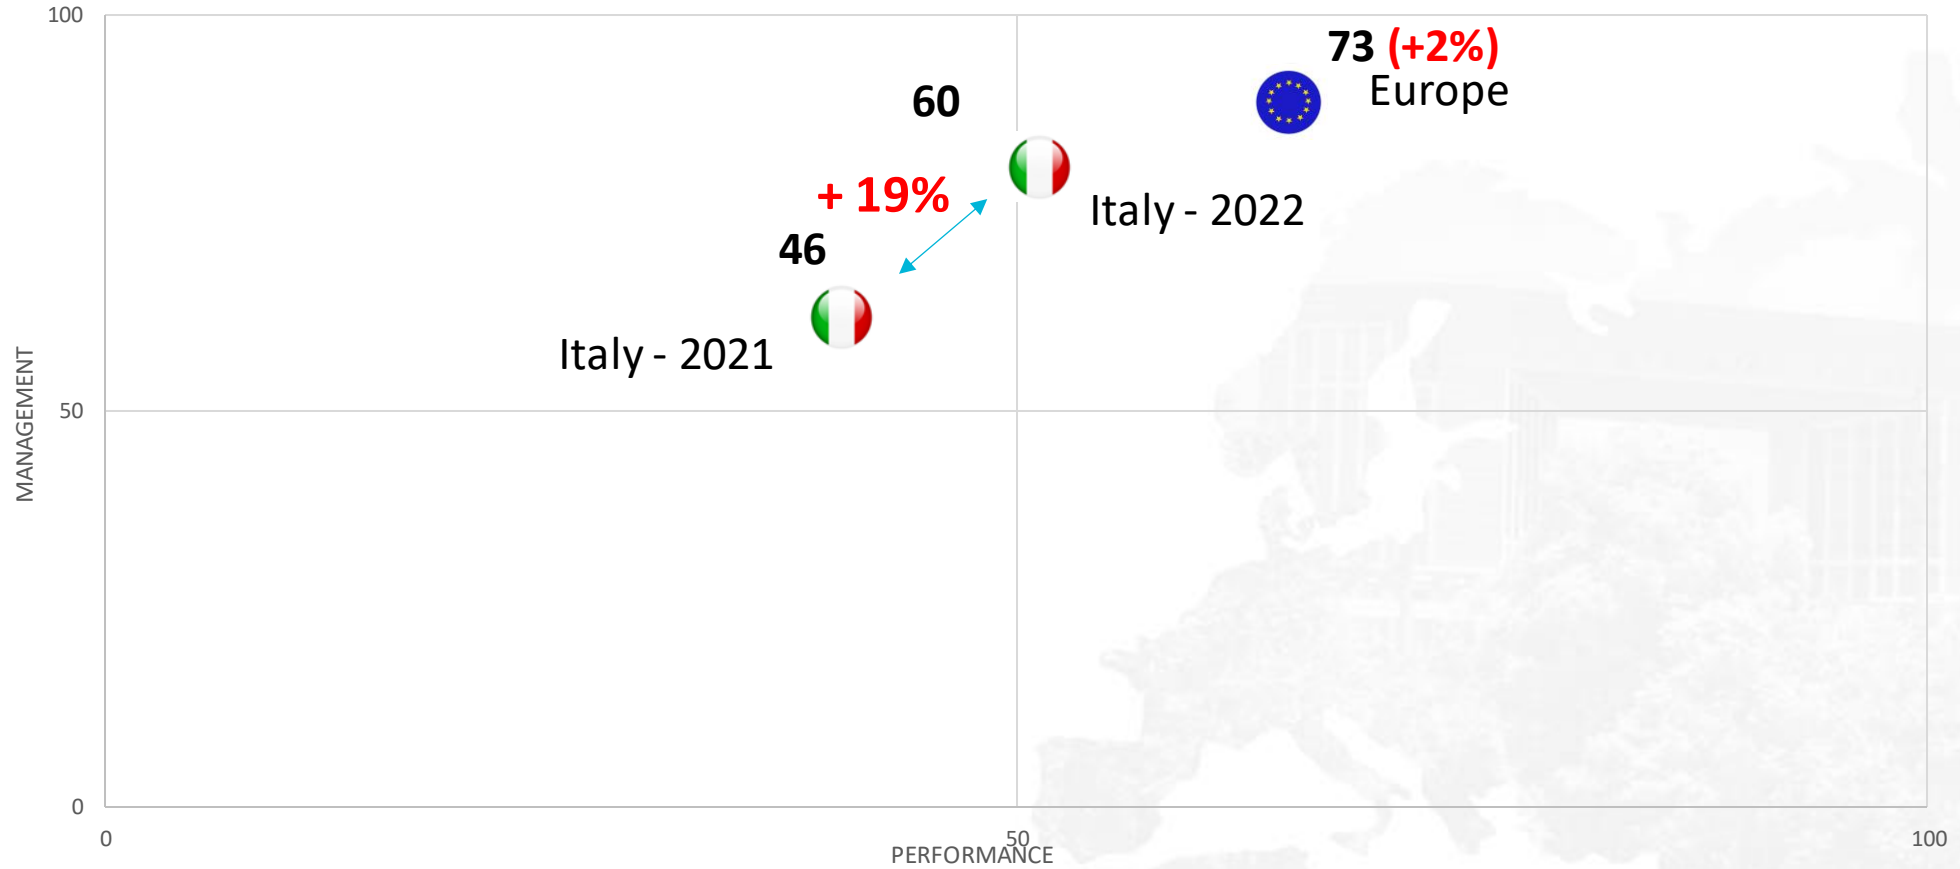 100
73 (+2%)
Europe
60
+ 19%
Italy - 2022
46
Italy - 2021
MANAGEMENT
50
0
0
50
100
PERFORMANCE